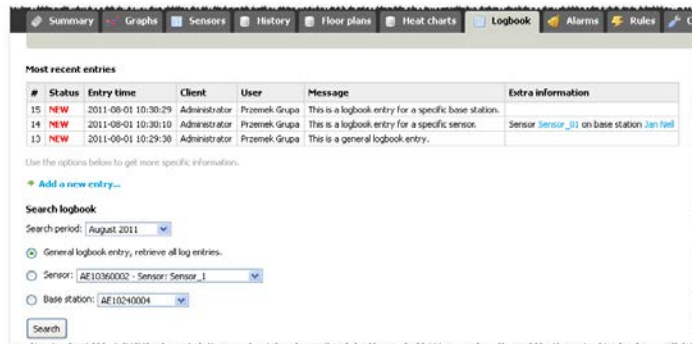 Summary Graphs Sensors History Floor plans Heat charts Logbook Alarms Rules
Most recent entries
# Status Entry time Client User Message Extra information
15 NEW 2011-08-01 10:30:29 Administrator Przemek Grupa This is a logbook entry for a specific base station.
14 NEW 2011-08-01 10:30:10 Administrator Przemek Grupa This is a logbook entry for a specific sensor. Sensor Sensor_01 on base station Jan Nell
13 NEW 2011-08-01 10:29:38 Administrator Przemek Grupa This is a general logbook entry.
Use the options below to get more specific information.
Add a new entry...
Search logbook
Search period: August 2011
General logbook entry, retrieve all log entries.
Sensor: AE10360002 - Sensor: Sensor_1
Base station: AE10240004
Search